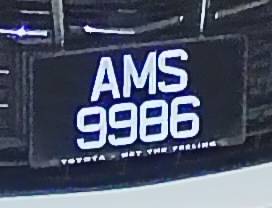 AMS
9986
TOYOTA - GET THE FEELING